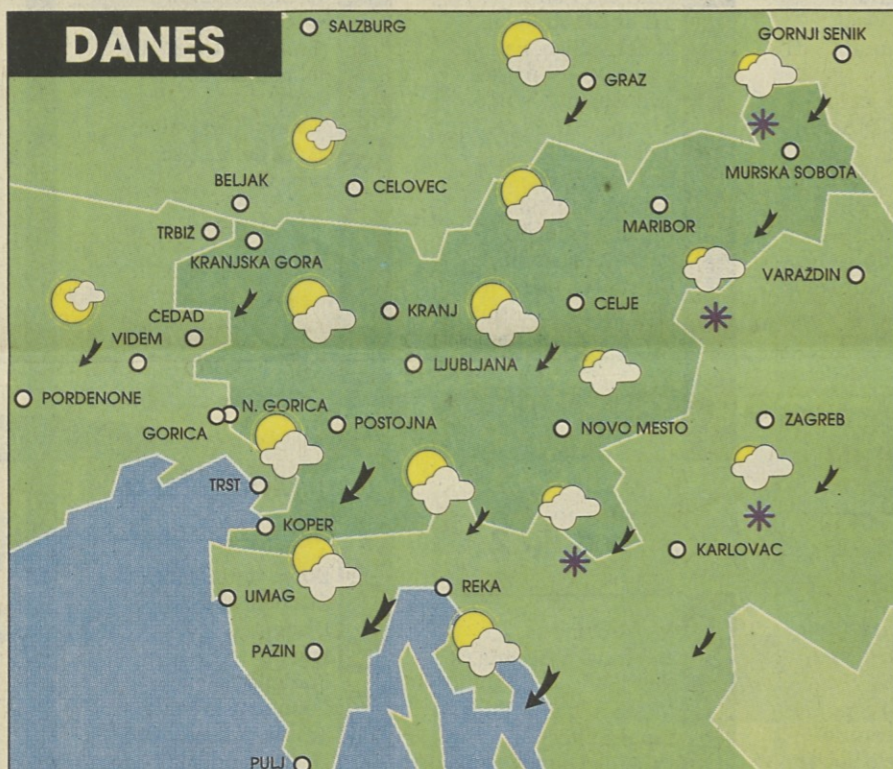 DANES
SALZBURG
GORNJI SENIK
GRAZ
MURSKA SOBOTA
BELJAK
CELOVEC
MARIBOR
TRBIŽ
KRANJSKA GORA
VARAŽDIN
ČEDAD
KRANJ
CELJE
VIDEM
LJUBLJANA
PORDENONE
N. GORICA
GORICA
POSTOJNA
NOVO MESTO
ZAGREB
TRST
KOPER
KARLOVAC
UMAG
REKA
PAZIN
PULJ